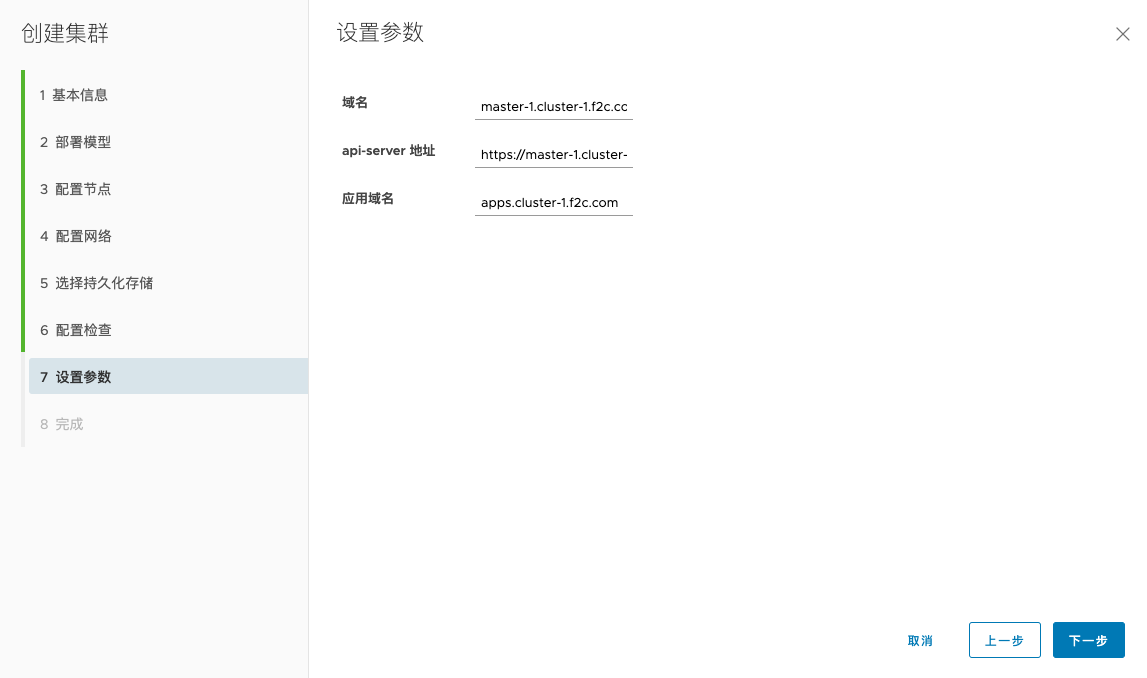 创建集群
1 基本信息
2 部署模型
3 配置节点
4 配置网络
5 选择持久化存储
6 配置检查
7 设置参数
8 完成
设置参数
域名 master-1.cluster-1.f2c.cc
api-server 地址 https://master-1.cluster-
应用域名 apps.cluster-1.f2c.com
取消 上一步 下一步